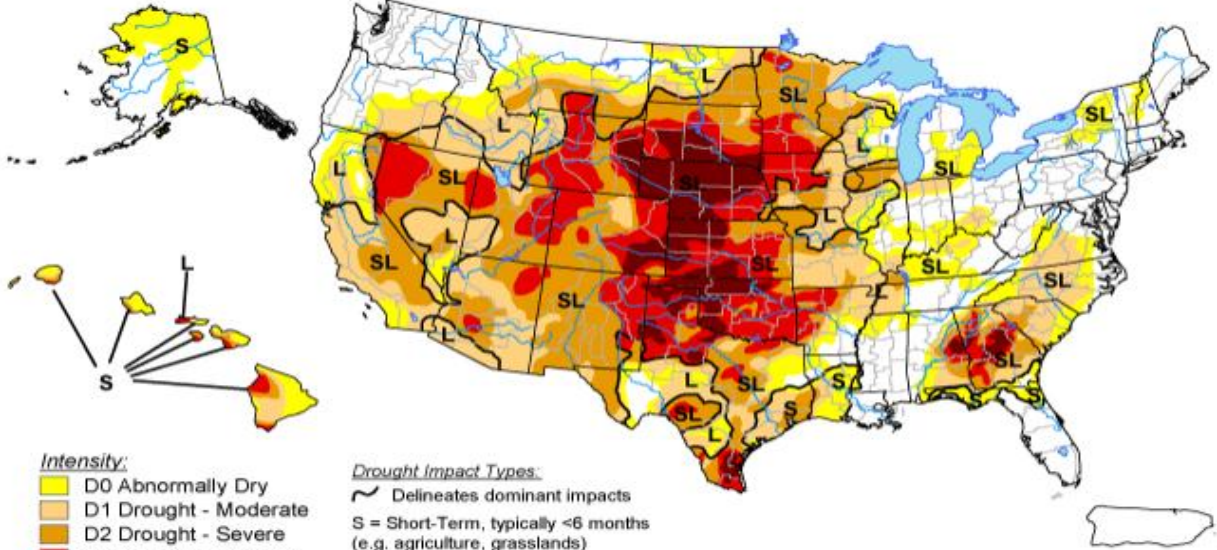 S
L
SL
SL
L
L
SL
L
SL
SL
L
L
SL
L
SL
SL
SL
SL
L
L
SL
S
L
SL
S
S
S
SL
S
L
Intensity:
D0 Abnormally Dry
D1 Drought - Moderate
D2 Drought - Severe
Drought Impact Types:
Delineates dominant impacts
S = Short-Term, typically <6 months
(e.g. agriculture, grasslands)